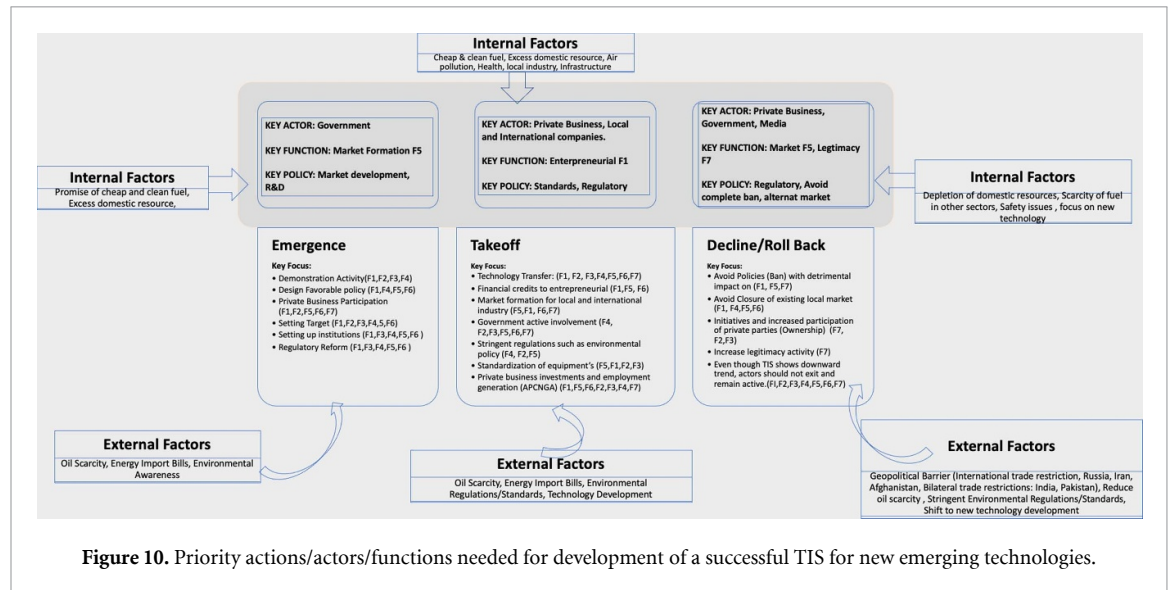 Internal Factors
Cheap & clean fuel, Excess domestic resource, Air
pollution, Health, local industry, Infrastructure
KEY ACTOR: Government
KEY FUNCTION: Market Formation F5
KEY POLICY: Market development,
R&D
KEY ACTOR: Private Business, Local
and International companies.
KEY FUNCTION: Enterpreneurial F1
KEY POLICY: Standards, Regulatory
KEY ACTOR: Private Business,
Government, Media
KEY FUNCTION: Market F5, Legtimacy
F7
KEY POLICY: Regulatory, Avoid
complete ban, alternat market
Internal Factors
Promise of cheap and clean fuel,
Excess domestic resource,
Internal Factors
Depletion of domestic resources, Scarcity of fuel
in other sectors, Safety issues , focus on new
technology
Emergence
Key Focus:
• Demonstration Activity(F1,F2,F3,F4)
• Design Favorable policy (F1,F4,F5,F6)
• Private Business Participation
(F1,F2,F5,F6,F7)
• Setting Target (F1,F2,F3,F4,5,F6)
• Setting up institutions (F1,F3,F4,F5,F6 )
• Regulatory Reform (F1,F3,F4,F5,F6 )
Takeoff
Key Focus:
• Technology Transfer: (F1, F2, F3,F4,F5,F6,F7)
• Financial credits to entrepreneurial (F1,F5, F6)
• Market formation for local and international
industry (F5,F1, F6,F7)
• Government active involvement (F4,
F2,F3,F5,F6,F7)
• Stringent regulations such as environmental
policy (F4, F2,F5)
• Standardization of equipment's (F5,F1,F2,F3)
• Private business investments and employment
generation (APCNGA) (F1,F5,F6,F2,F3,F4,F7)
Decline/Roll Back
Key Focus:
• Avoid Policies (Ban) with detrimental
impact on (F1, F5,F7)
• Avoid Closure of existing local market
(F1, F4,F5,F6)
• Initiatives and increased participation
of private parties (Ownership) (F7,
F2,F3)
• Increase legitimacy activity (F7)
• Even though TIS shows downward
trend, actors should not exit and
remain active.(FI,F2,F3,F4,F5,F6,F7)
External Factors
Oil Scarcity, Energy Import Bills, Environmental
Awareness
External Factors
Oil Scarcity, Energy Import Bills, Environmental
Regulations/Standards, Technology Development
External Factors
Geopolitical Barrier (International trade restriction, Russia, Iran,
Afghanistan, Bilateral trade restrictions: India, Pakistan), Reduce
oil scarcity , Stringent Environmental Regulations/Standards,
Shift to new technology development
Figure 10. Priority actions/actors/functions needed for development of a successful TIS for new emerging technologies.